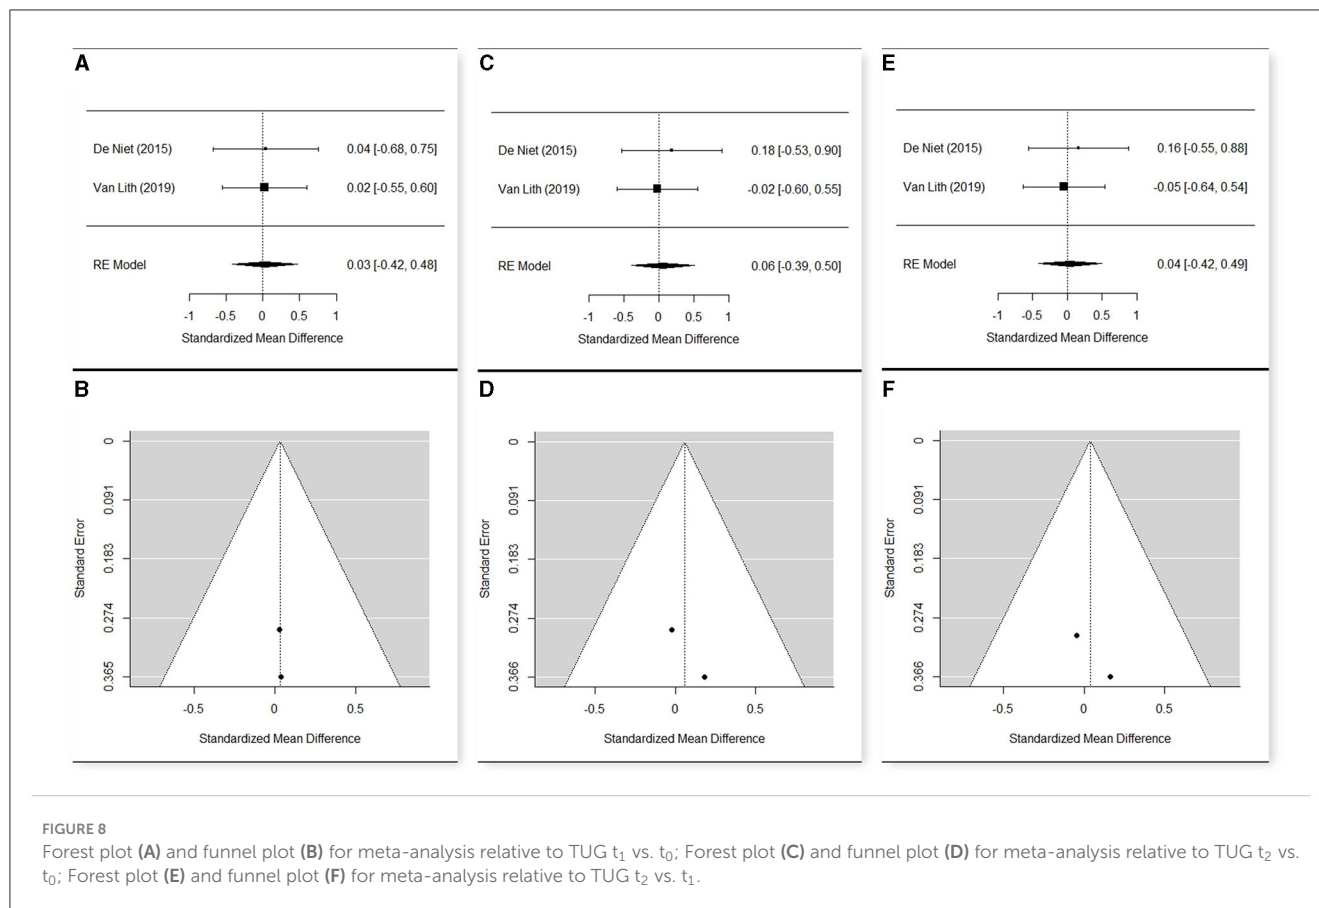 A
De Niet (2015) 0.04 [-0.68, 0.75]
Van Lith (2019) 0.02 [-0.55, 0.60]
RE Model 0.03 [-0.42, 0.48]
-1 -0.5 0 0.5 1
Standardized Mean Difference
C
De Niet (2015) 0.18 [-0.53, 0.90]
Van Lith (2019) -0.02 [-0.60, 0.55]
RE Model 0.06 [-0.39, 0.50]
-1 -0.5 0 0.5 1
Standardized Mean Difference
E
De Niet (2015) 0.16 [-0.55, 0.88]
Van Lith (2019) -0.05 [-0.64, 0.54]
RE Model 0.04 [-0.42, 0.49]
-1 -0.5 0 0.5 1
Standardized Mean Difference
B
Standard Error
0
0.091
0.183
0.274
0.365
-0.5 0 0.5
Standardized Mean Difference
D
Standard Error
0
0.091
0.183
0.274
0.366
-0.5 0 0.5
Standardized Mean Difference
F
Standard Error
0
0.091
0.183
0.274
0.366
-0.5 0 0.5
Standardized Mean Difference
FIGURE 8
Forest plot (A) and funnel plot (B) for meta-analysis relative to TUG t₁ vs. t₀; Forest plot (C) and funnel plot (D) for meta-analysis relative to TUG t₂ vs.
t₀; Forest plot (E) and funnel plot (F) for meta-analysis relative to TUG t₂ vs. t₁.